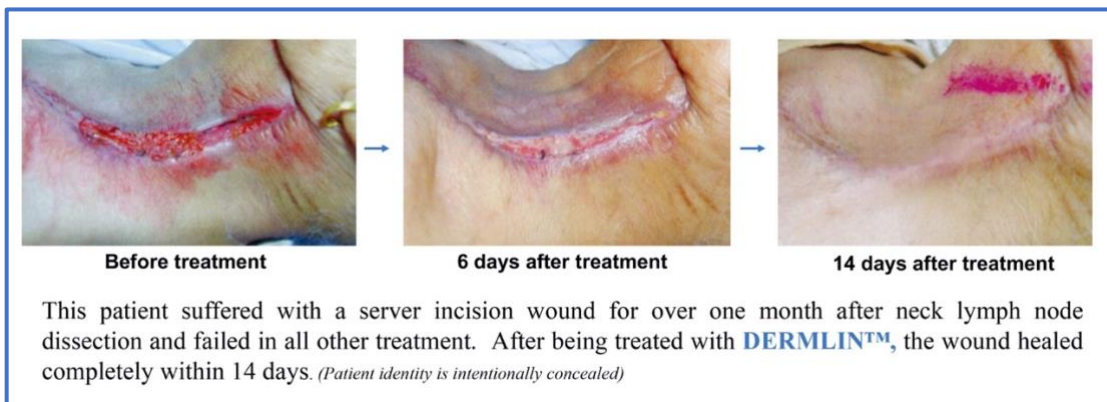 Before treatment
6 days after treatment
14 days after treatment
This patient suffered with a server incision wound for over one month after neck lymph node
dissection and failed in all other treatment. After being treated with DERMLIN™, the wound healed
completely within 14 days. (Patient identity is intentionally concealed)